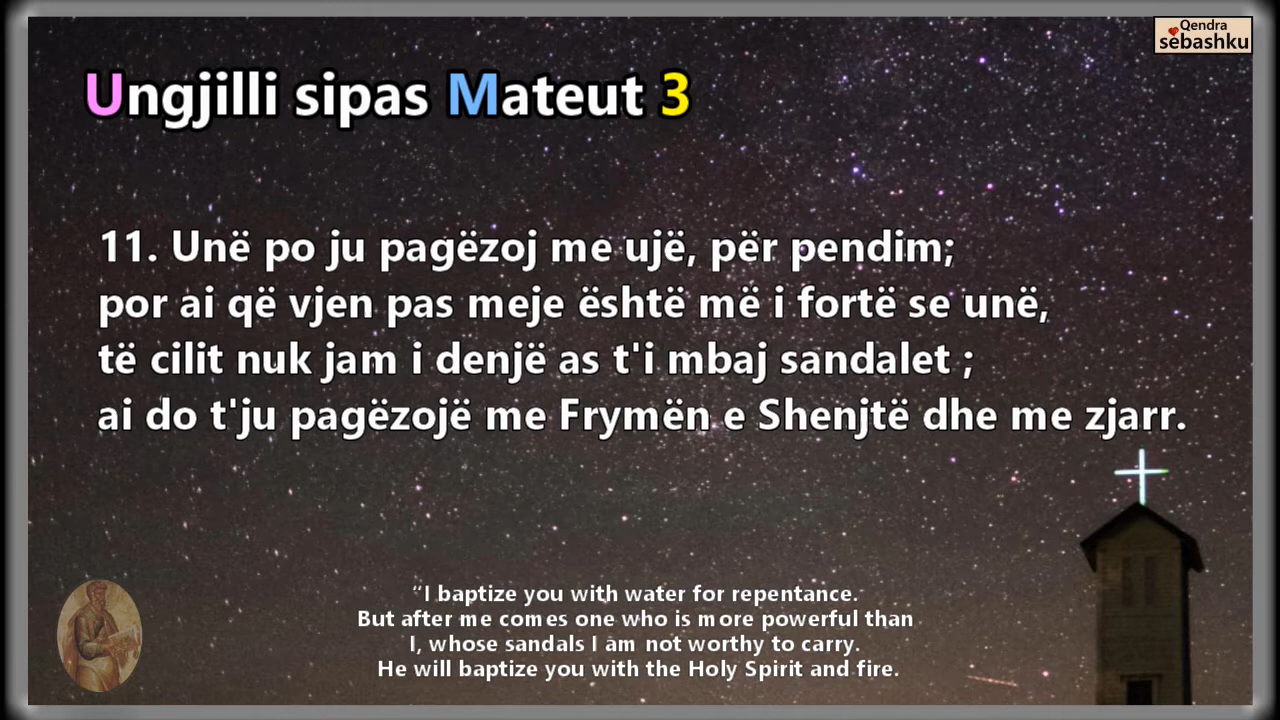 Qendra
sëbashku
Ungjilli sipas Mateut 3
11. Unë po ju pagëzoj me ujë, për pendim;
por ai që vjen pas meje është më i fortë se unë,
të cilit nuk jam i denjë as t'i mbaj sandalet ;
ai do t'ju pagëzojë me Frymën e Shenjtë dhe me zjarr.
“I baptize you with water for repentance.
But after me comes one who is more powerful than
I, whose sandals I am not worthy to carry.
He will baptize you with the Holy Spirit and fire.